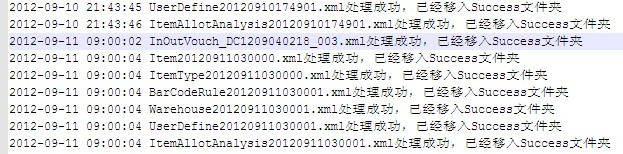 2012-09-10 21:43:45 UserDefine20120910174901.xml处理成功，已经移入Success文件夹
2012-09-10 21:43:46 ItemAllotAnalysis20120910174901.xml处理成功，已经移入Success文件夹
2012-09-11 09:00:02 InOutVouch_DC1209040218_003.xml处理成功，已经移入Success文件夹
2012-09-11 09:00:04 Item20120911030000.xml处理成功，已经移入Success文件夹
2012-09-11 09:00:04 ItemType20120911030000.xml处理成功，已经移入Success文件夹
2012-09-11 09:00:04 BarCodeRule20120911030001.xml处理成功，已经移入Success文件夹
2012-09-11 09:00:04 Warehouse20120911030001.xml处理成功，已经移入Success文件夹
2012-09-11 09:00:04 UserDefine20120911030001.xml处理成功，已经移入Success文件夹
2012-09-11 09:00:04 ItemAllotAnalysis20120911030001.xml处理成功，已经移入Success文件夹